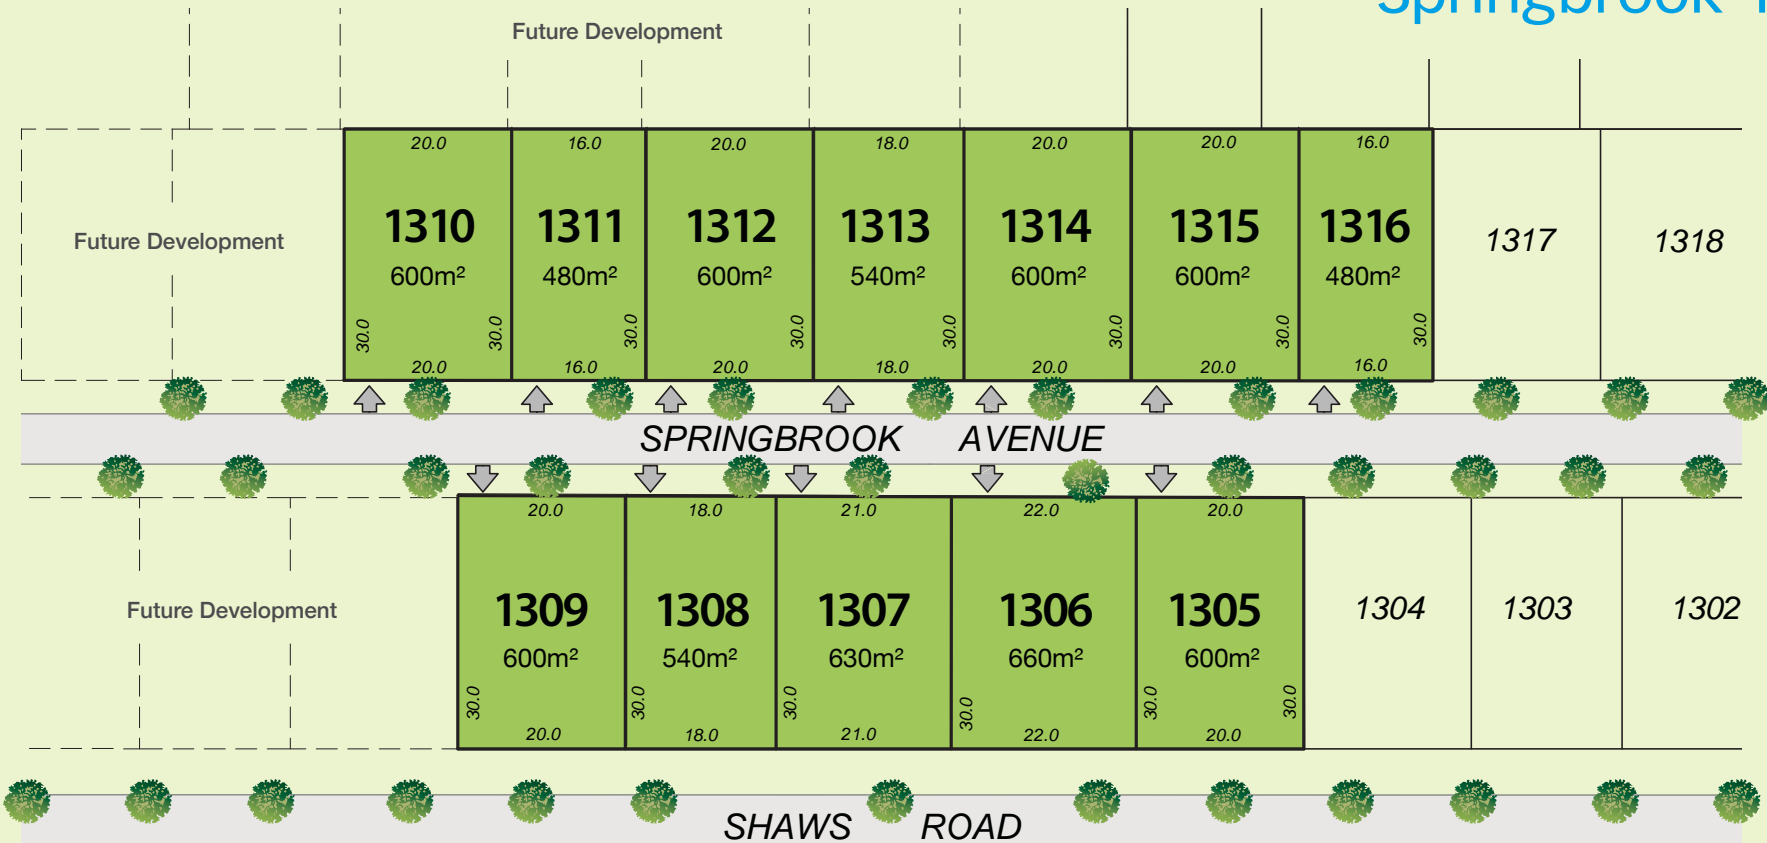 Springbrook
Future Development
20.0 16.0 20.0 18.0 20.0 20.0 16.0
1310 1311 1312 1313 1314 1315 1316 1317 1318
Future Development
600m² 480m² 600m² 540m² 600m² 600m² 480m²
30.0 30.0 30.0 30.0 30.0 30.0 30.0 30.0
20.0 16.0 20.0 18.0 20.0 20.0 16.0
SPRINGBROOK AVENUE
20.0 18.0 21.0 22.0 20.0
1309 1308 1307 1306 1305 1304 1303 1302
Future Development
600m² 540m² 630m² 660m² 600m²
30.0 30.0 30.0 30.0 30.0 30.0
20.0 18.0 21.0 22.0 20.0
SHAWS ROAD